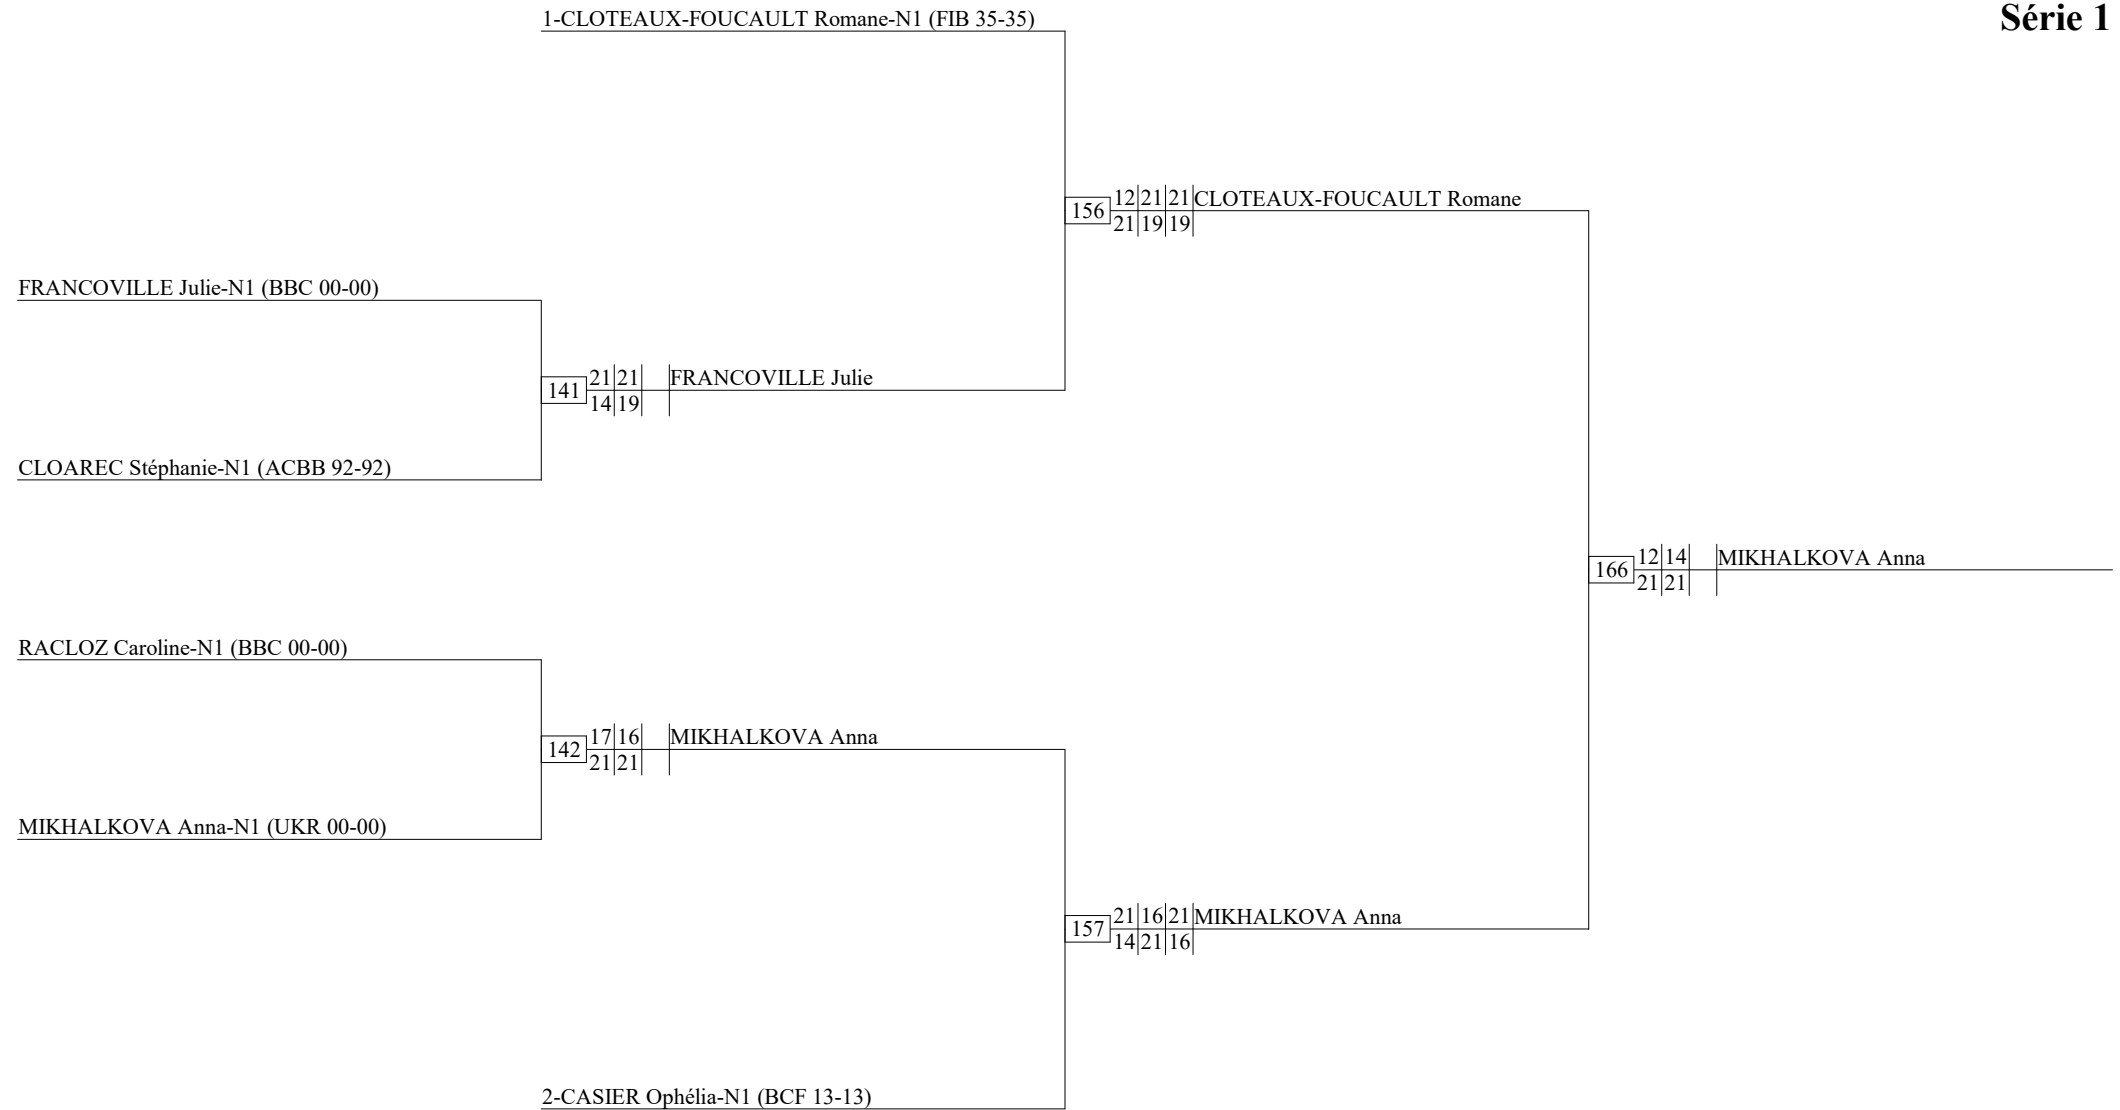 Série 1
1-CLOTEAUX-FOUCAULT Romane-N1 (FIB 35-35)
156 12 21 21 CLOTEAUX-FOUCAULT Romane
21 19 19
FRANCOVILLE Julie-N1 (BBC 00-00)
141 21 21 FRANCOVILLE Julie
14 19
CLOAREC Stéphanie-N1 (ACBB 92-92)
166 12 14 MIKHALKOVA Anna
21 21
RACLOZ Caroline-N1 (BBC 00-00)
142 17 16 MIKHALKOVA Anna
21 21
MIKHALKOVA Anna-N1 (UKR 00-00)
157 21 16 21 MIKHALKOVA Anna
14 21 16
2-CASIER Ophélia-N1 (BCF 13-13)